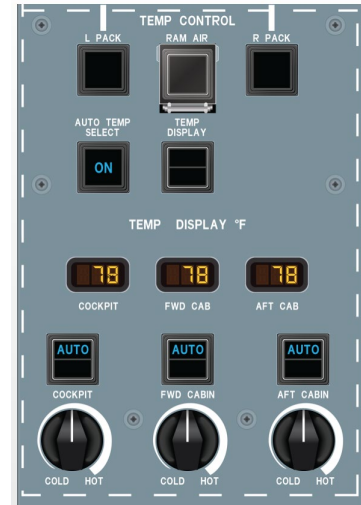 TEMP CONTROL
L PACK RAM AIR R PACK
AUTO TEMP
SELECT
TEMP
DISPLAY
ON
TEMP DISPLAY °F
78 78 78
COCKPIT FWD CAB AFT CAB
AUTO AUTO AUTO
COCKPIT FWD CABIN AFT CABIN
COLD HOT COLD HOT COLD HOT